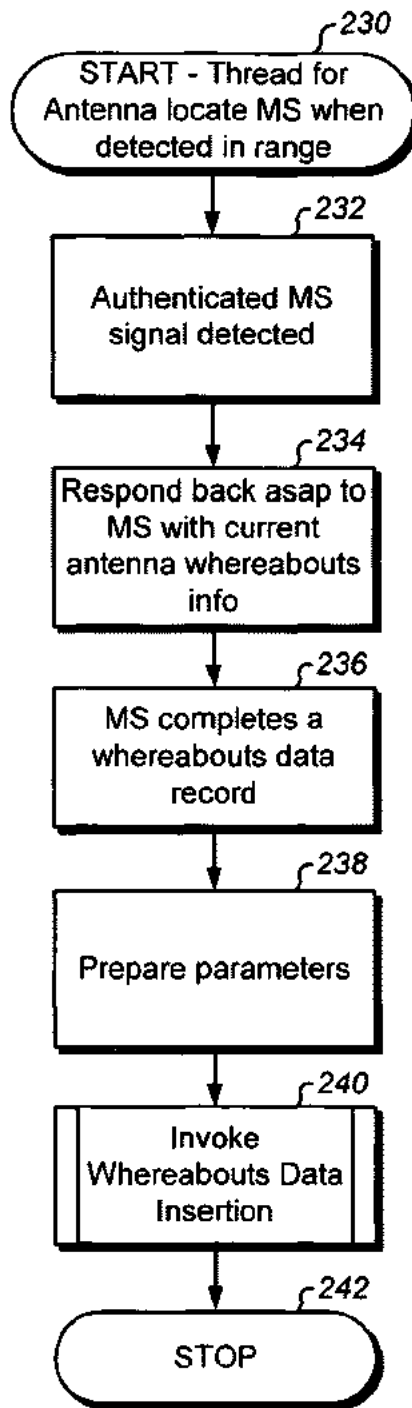 230
START - Thread for
Antenna locate MS when
detected in range
232
Authenticated MS
signal detected
234
Respond back asap to
MS with current
antenna whereabouts
info
236
MS completes a
whereabouts data
record
238
Prepare parameters
240
Invoke
Whereabouts Data
Insertion
242
STOP